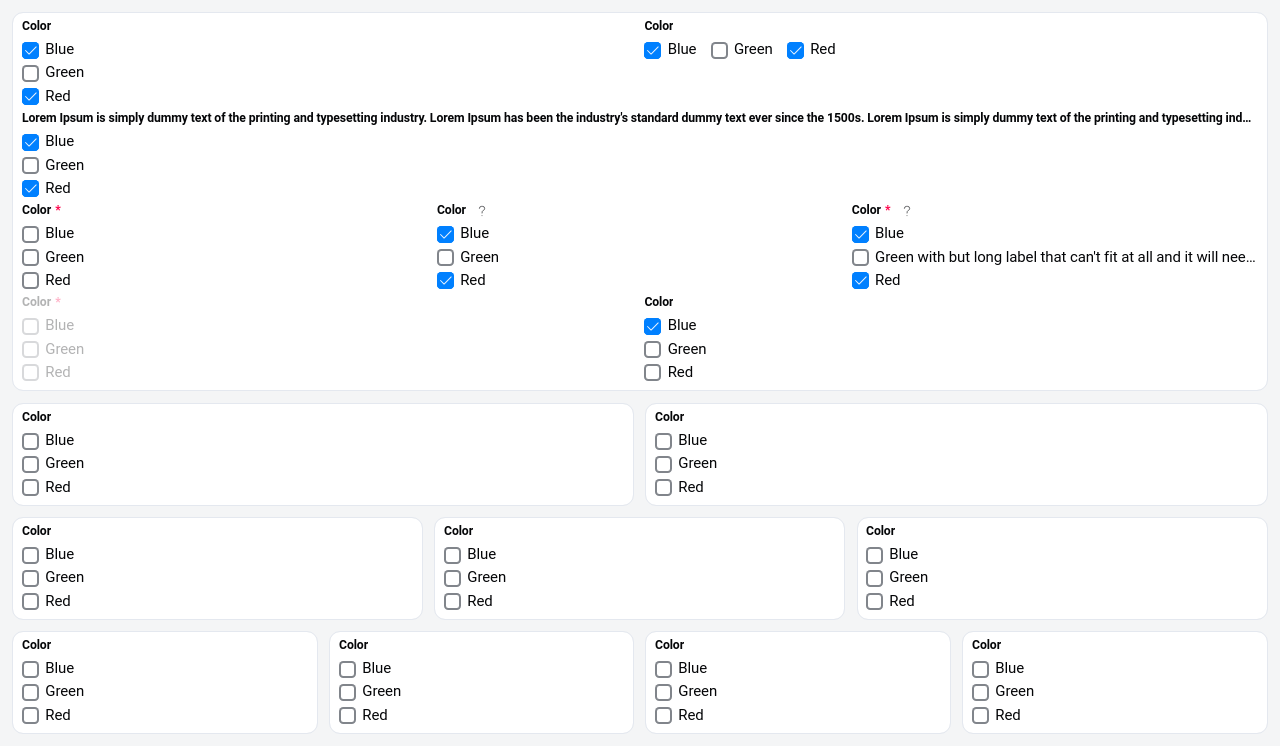 Color
Blue
Green
Red
Color
Blue Green Red
Lorem Ipsum is simply dummy text of the printing and typesetting industry. Lorem Ipsum has been the industry's standard dummy text ever since the 1500s. Lorem Ipsum is simply dummy text of the printing and typesetting ind...
Blue
Green
Red
Color *
Blue
Green
Red
Color ?
Blue
Green
Red
Color * ?
Blue
Green with but long label that can't fit at all and it will nee...
Red
Color *
Blue
Green
Red
Color
Blue
Green
Red
Color
Blue
Green
Red
Color
Blue
Green
Red
Color
Blue
Green
Red
Color
Blue
Green
Red
Color
Blue
Green
Red
Color
Blue
Green
Red
Color
Blue
Green
Red
Color
Blue
Green
Red
Color
Blue
Green
Red